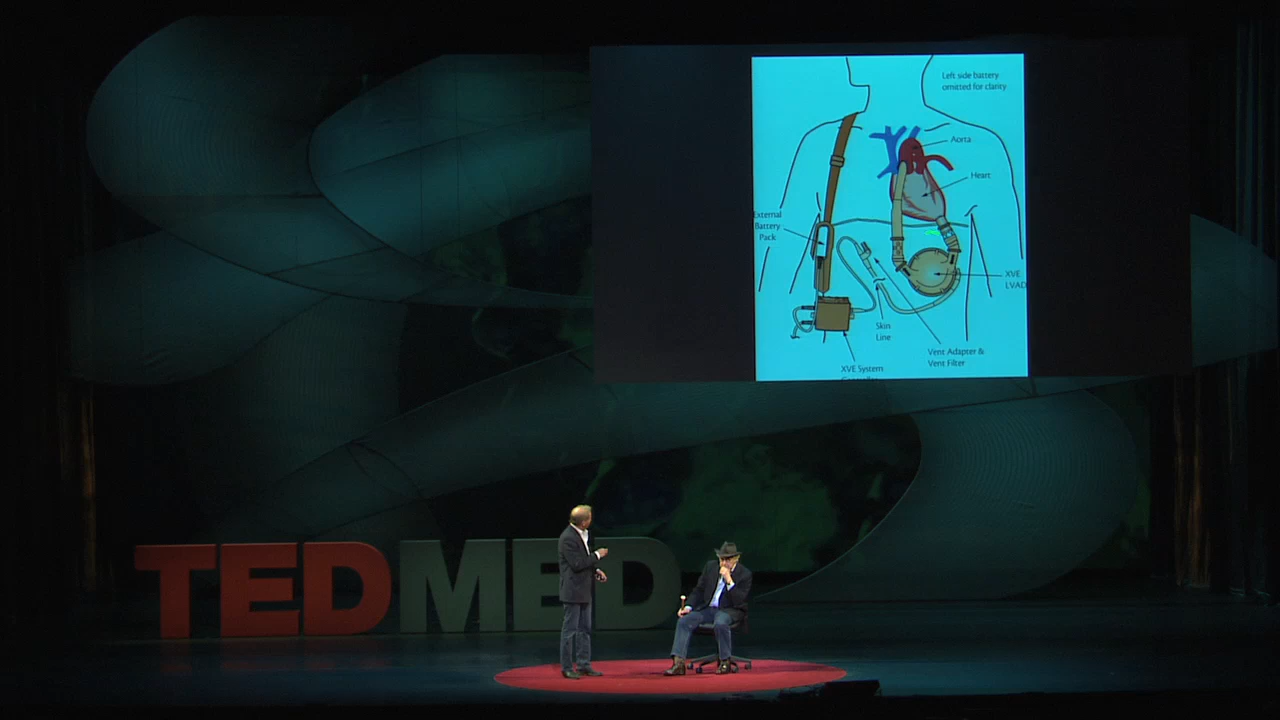 Left side battery
omitted for clarity
Aorta
Heart
External
Battery
Pack
XVE
LVAD
Skin
Line
Vent Adapter &
Vent Filter
XVE System
TEDMED